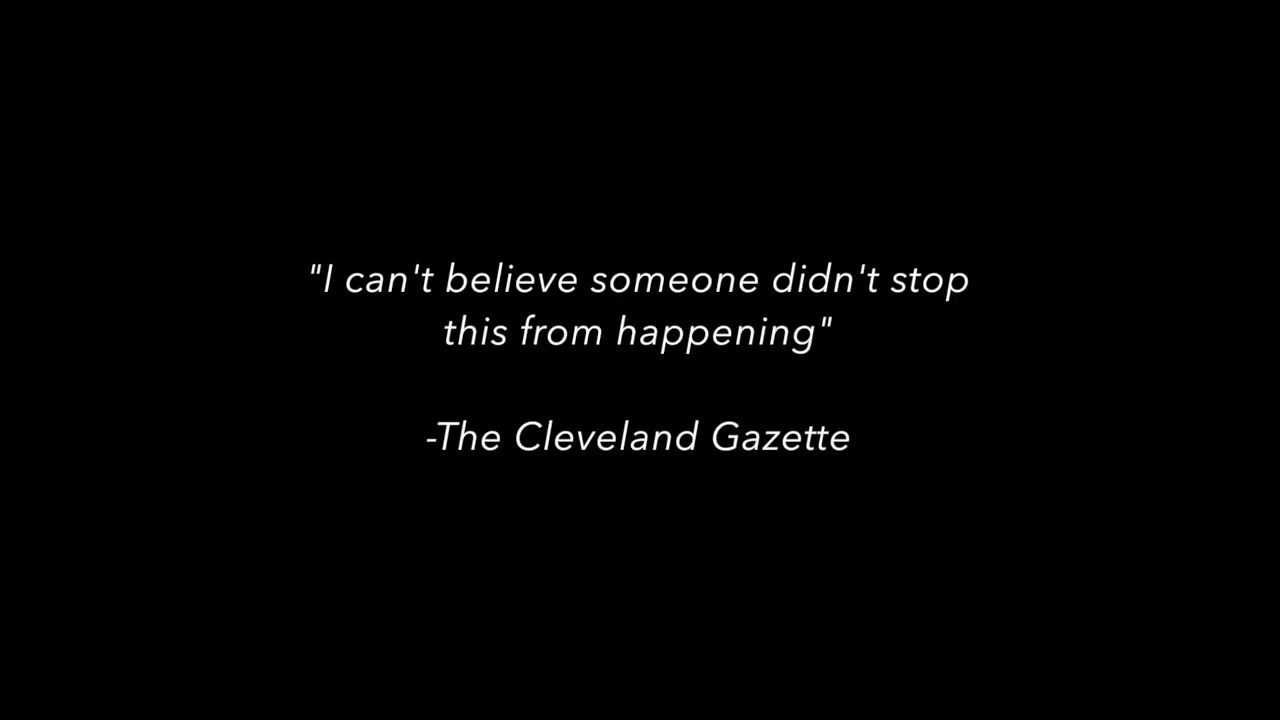 "I can't believe someone didn't stop
this from happening"
-The Cleveland Gazette